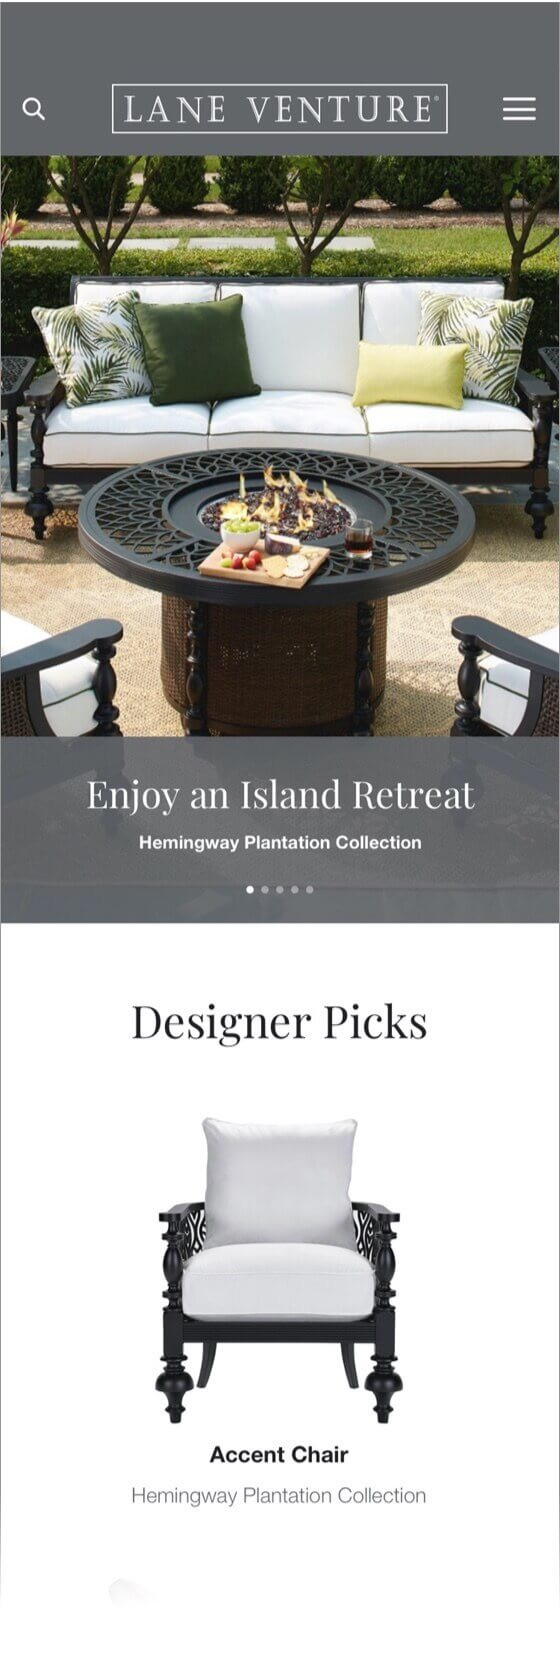 LANE VENTURE®
Enjoy an Island Retreat
Hemingway Plantation Collection
Designer Picks
Accent Chair
Hemingway Plantation Collection